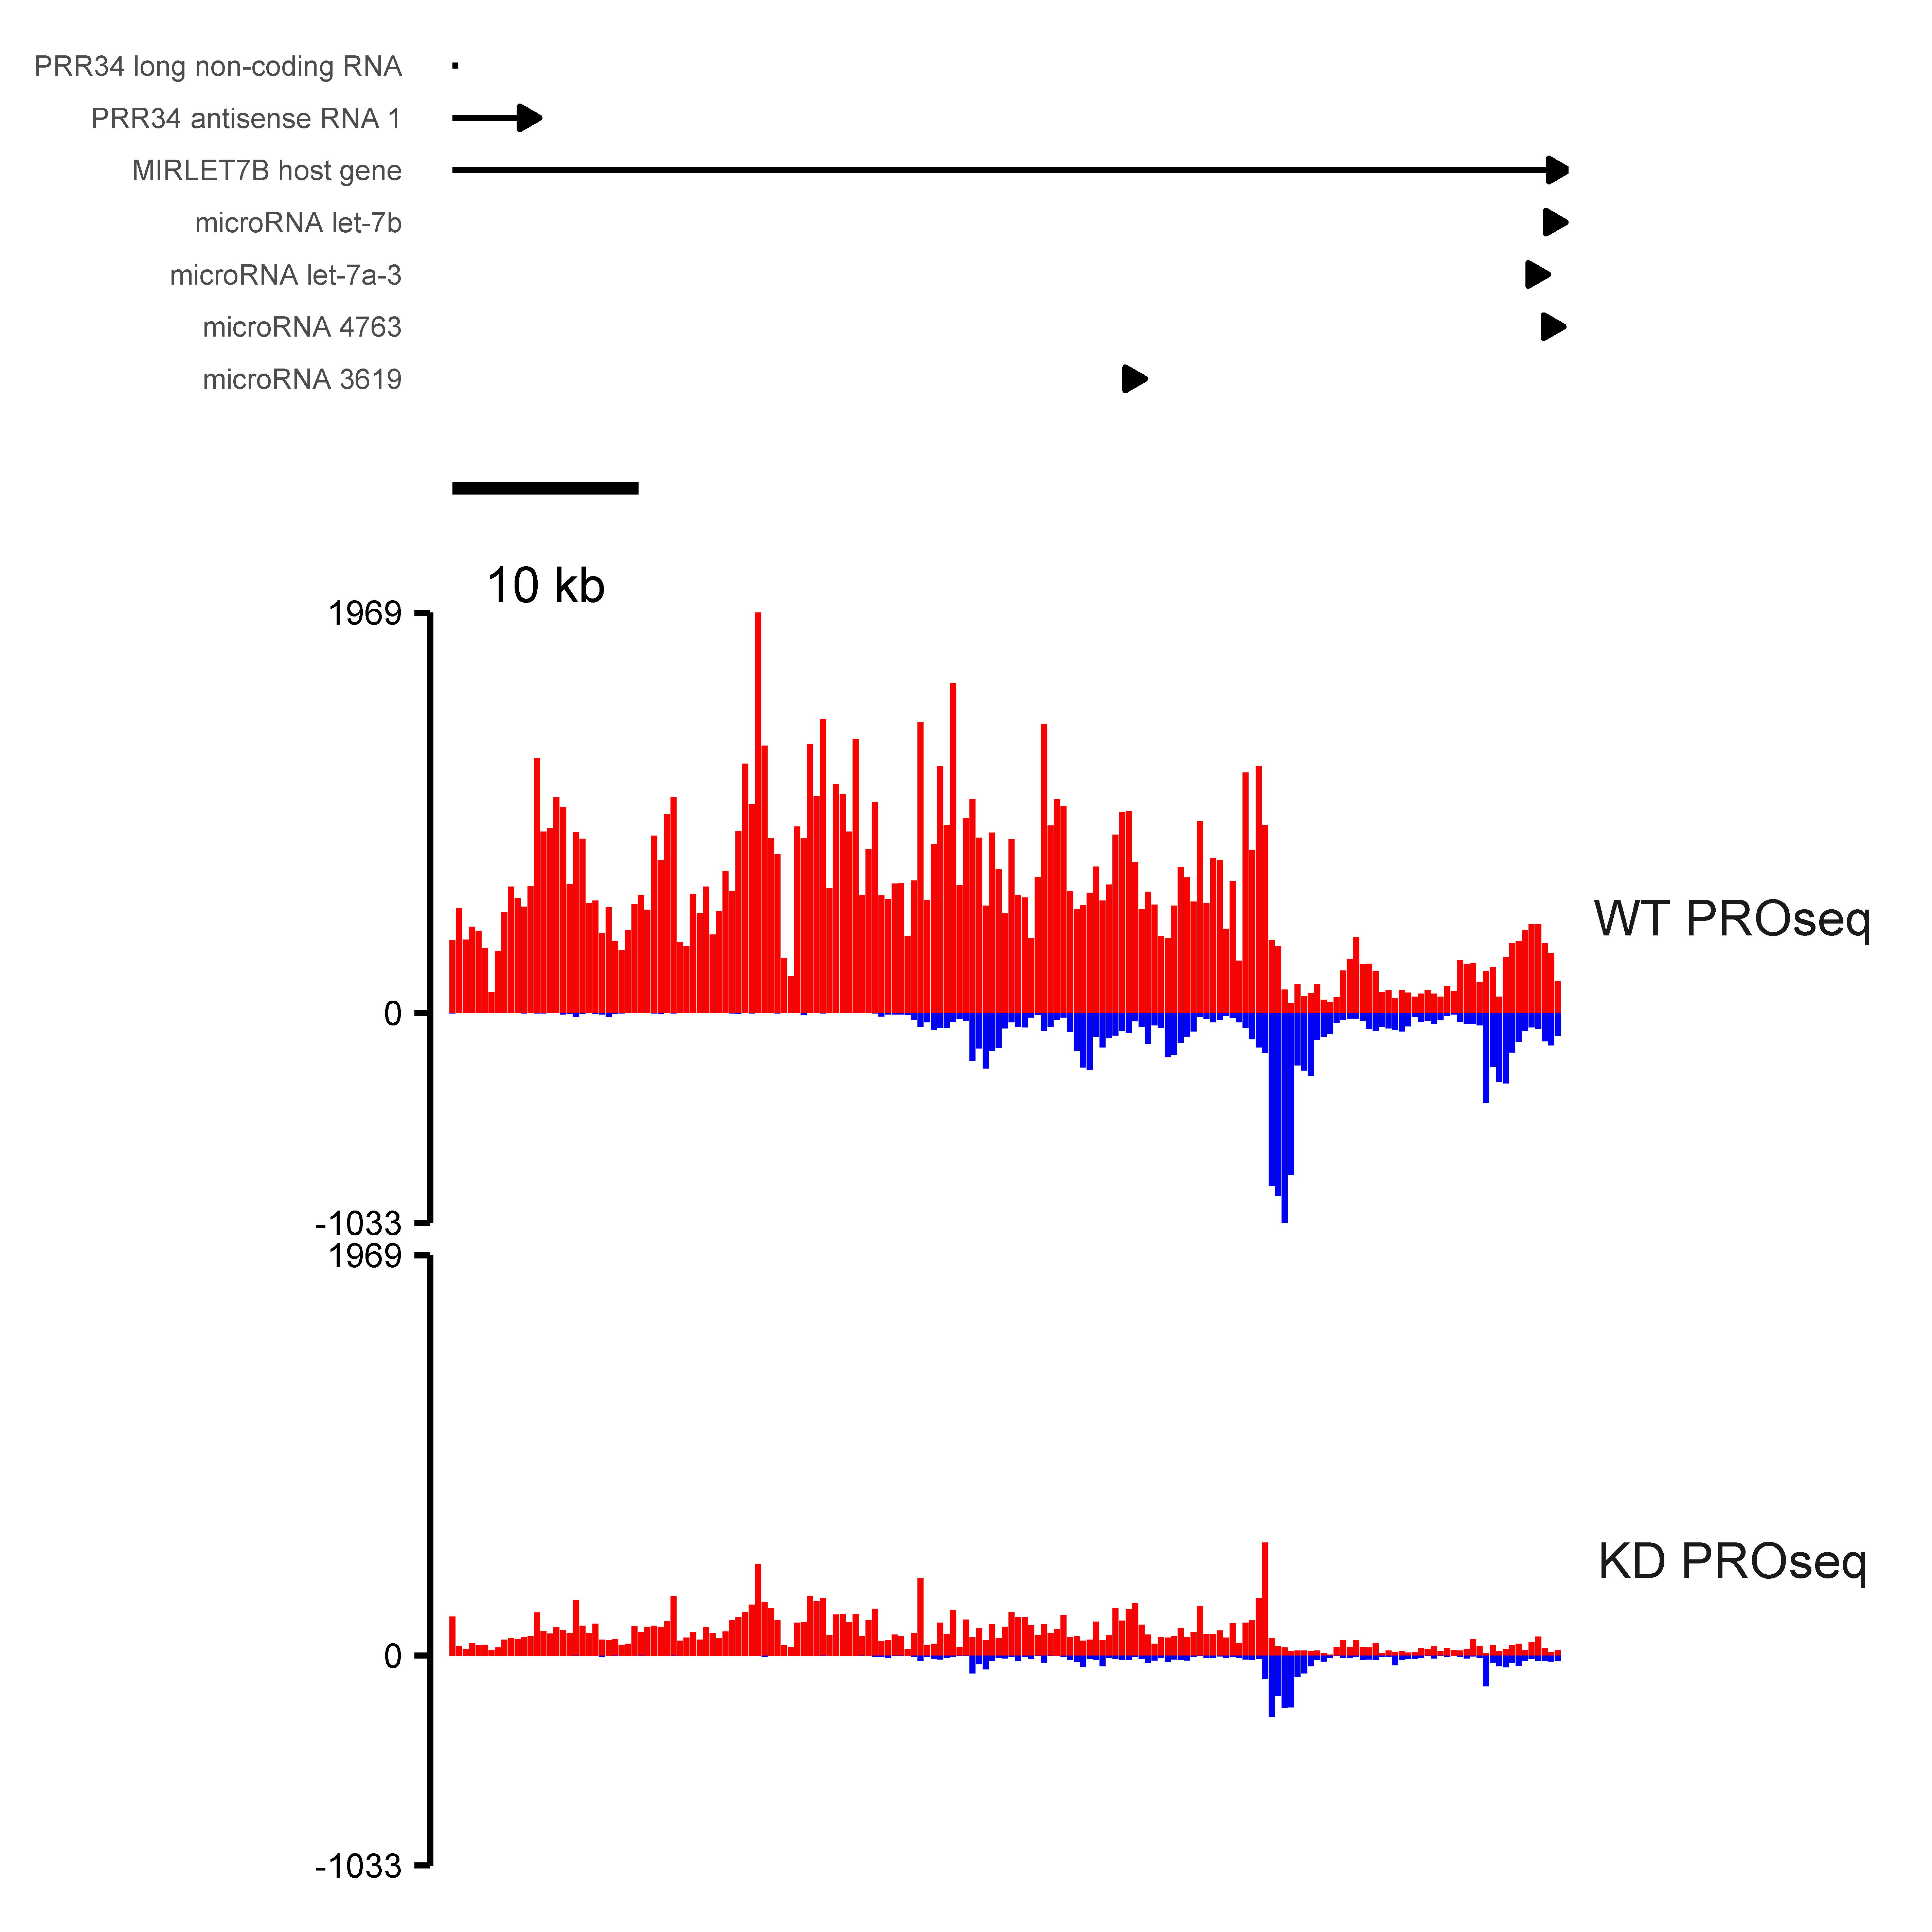 PRR34 long non-coding RNA
PRR34 antisense RNA 1
MIRLET7B host gene
microRNA let-7b
microRNA let-7a-3
microRNA 4763
microRNA 3619
10 kb
1969
0
-1033
WT PROseq
1969
0
-1033
KD PROseq